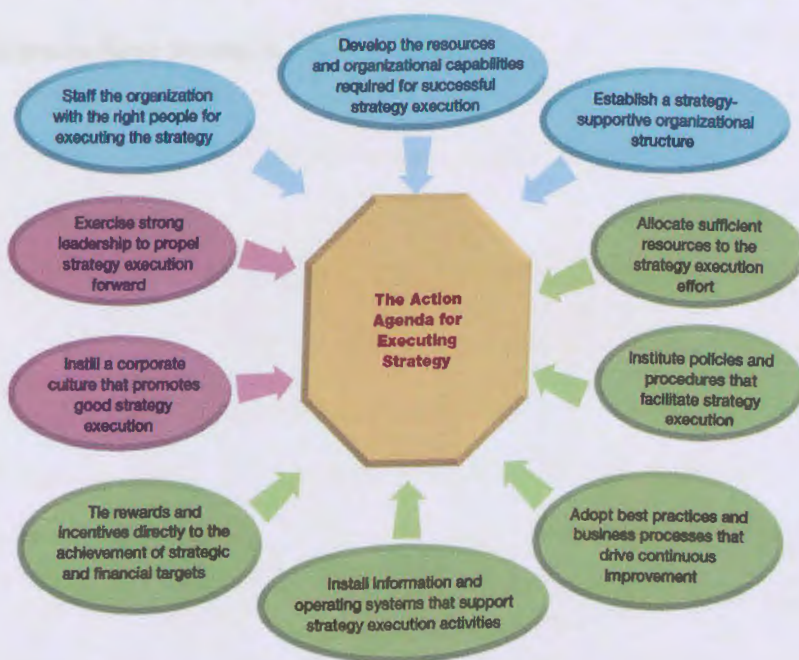 Develop the resources
and organizational capabilities
required for successful
strategy execution
Staff the organization
with the right people for
executing the strategy
Establish a strategy-
supportive organizational
structure
Exercise strong
leadership to propel
strategy execution
forward
Allocate sufficient
resources to the
strategy execution
effort
The Action
Agenda for
Executing
Strategy
Instill a corporate
culture that promotes
good strategy
execution
Institute policies and
procedures that
facilitate strategy
execution
Tie rewards and
incentives directly to the
achievement of strategic
and financial targets
Adopt best practices and
business processes that
drive continuous
improvement
Install information and
operating systems that support
strategy execution activities